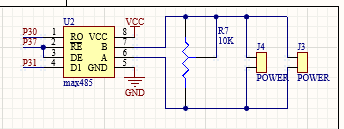 U2
P30 1 RO VCC 8 VCC
P37 2 RE B 7
3 DE A 6
P31 4 D1 GND 5
max485
GND
R7
10K
J4
POWER
J3
POWER